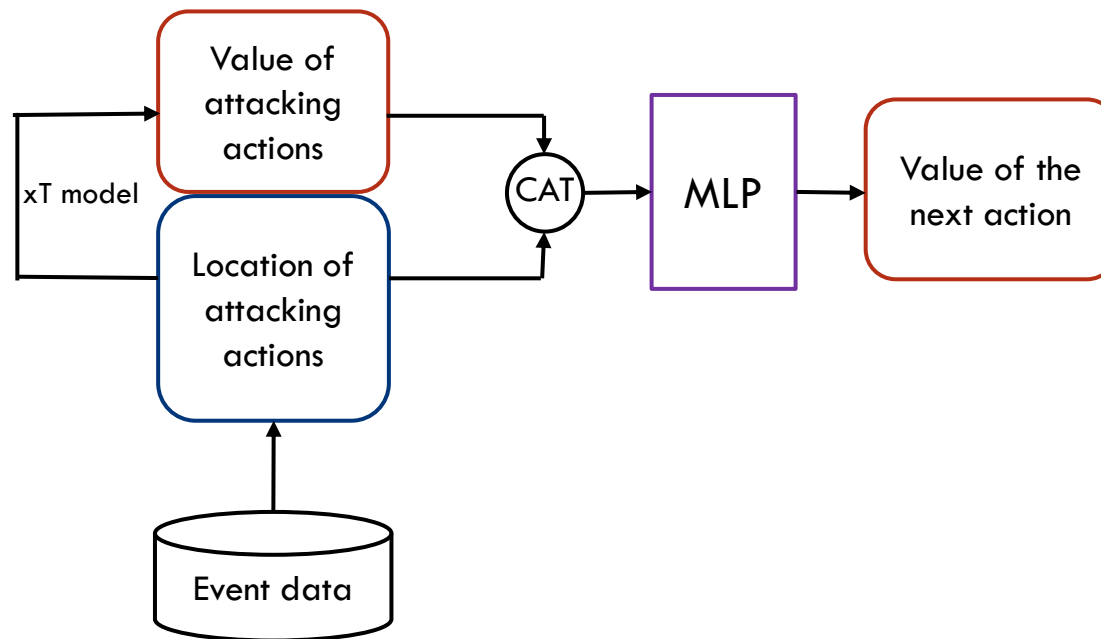 Value of
attacking
actions
xT model
Location of
attacking
actions
CAT
MLP
Value of the
next action
Event data